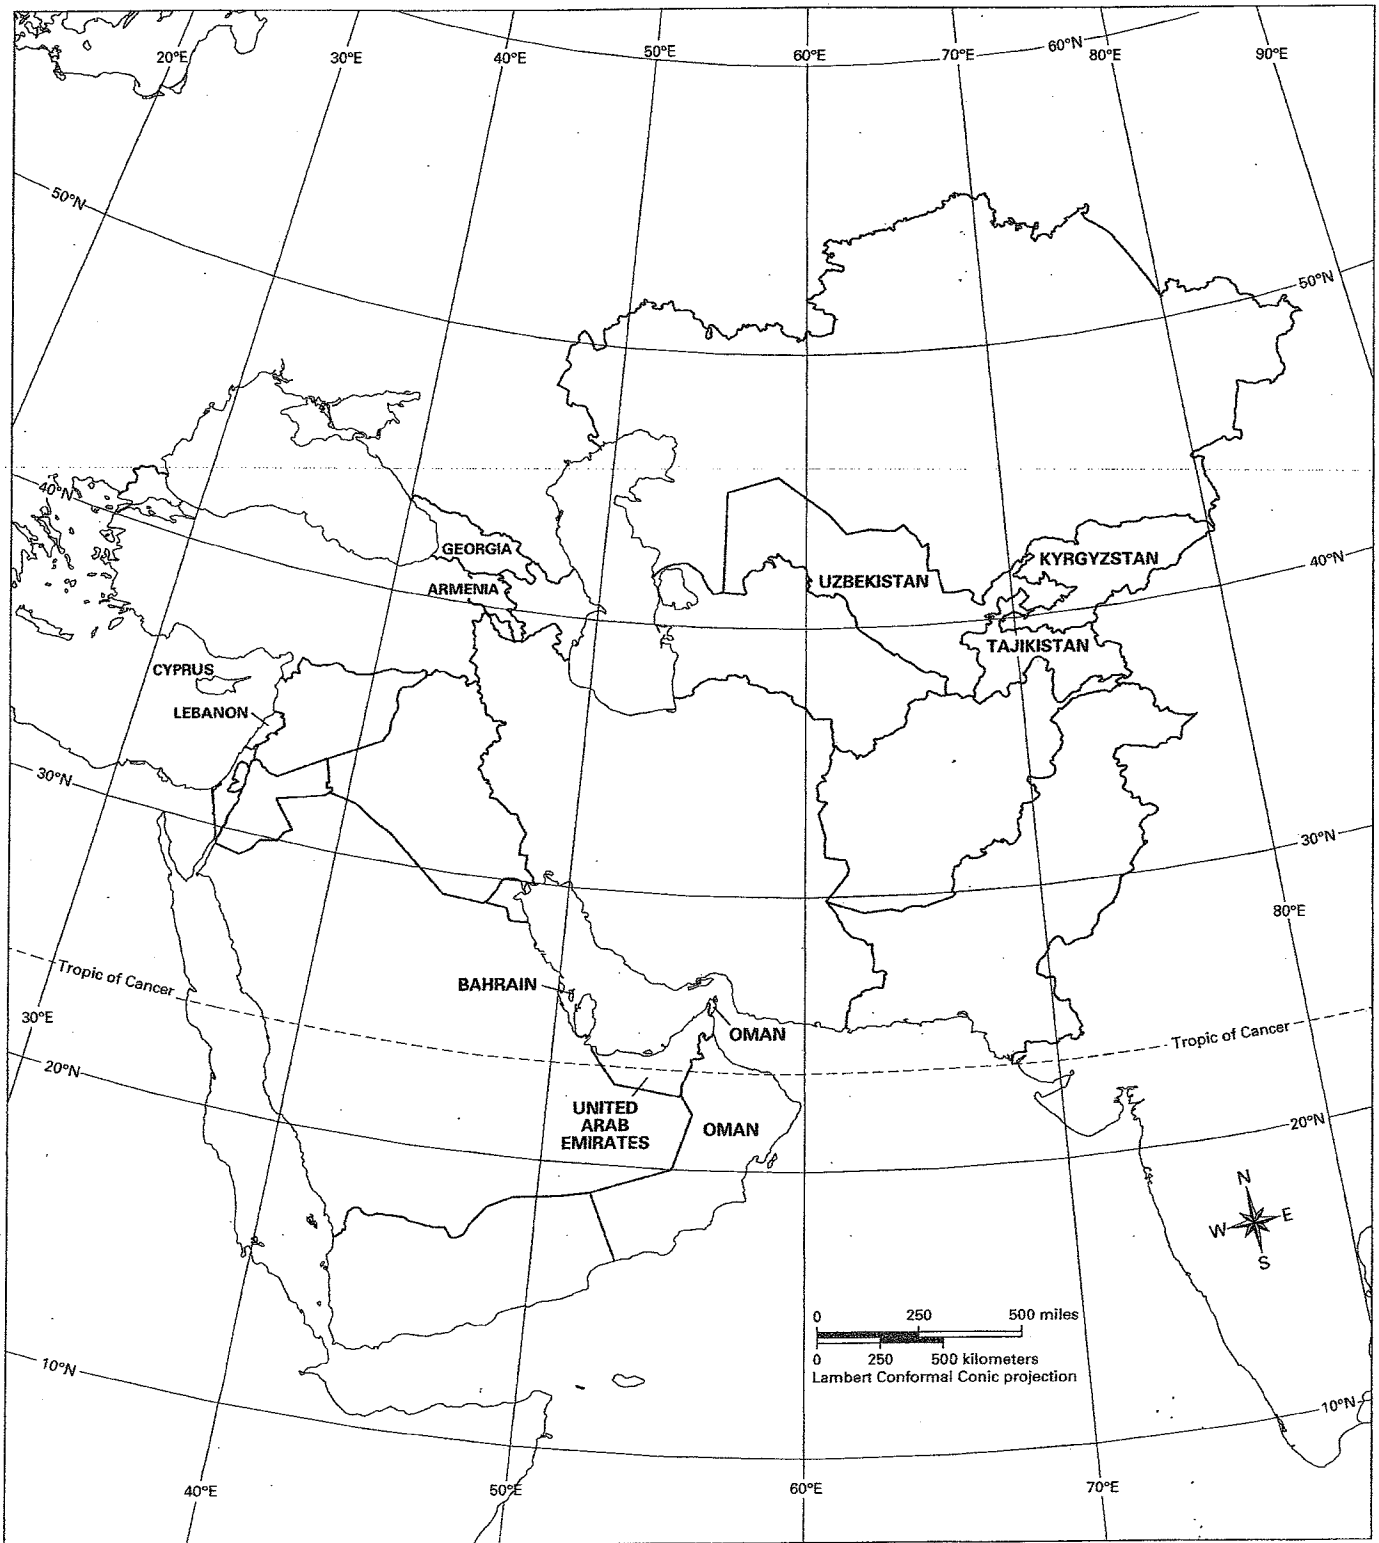 20°E
30°E
40°E
50°E
60°E
70°E
60°N
80°E
90°E
50°N
50°N
40°N
GEORGIA
ARMENIA
UZBEKISTAN
KYRGYZSTAN
40°N
TAJIKISTAN
CYPRUS
LEBANON
30°N
30°N
80°E
Tropic of Cancer
BAHRAIN
30°E
OMAN
Tropic of Cancer
20°N
UNITED
ARAB
EMIRATES
OMAN
20°N
N
W
E
S
0 250 500 miles
0 250 500 kilometers
Lambert Conformal Conic projection
10°N
10°N
40°E
50°E
60°E
70°E